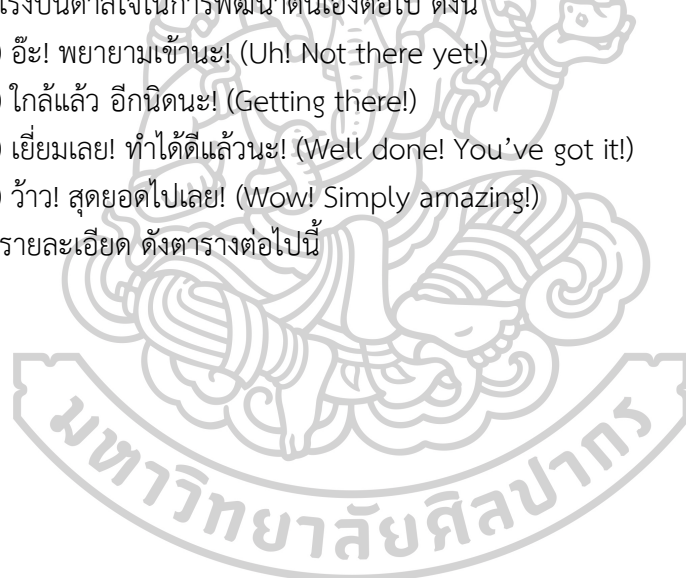 แรงบันดาลใจในการพัฒนาตนเองต่อไป ดังนี้
) อ๊ะ! พยายามเข้านะ! (Uh! Not there yet!)
) ใกล้แล้ว อีกนิดนะ! (Getting there!)
) เยี่ยมเลย! ทำได้ดีแล้วนะ! (Well done! You’ve got it!)
) ว้าว! สุดยอดไปเลย! (Wow! Simply amazing!)
รายละเอียด ดังตารางต่อไปนี้
มหาวิทยาลัยศิลปากร